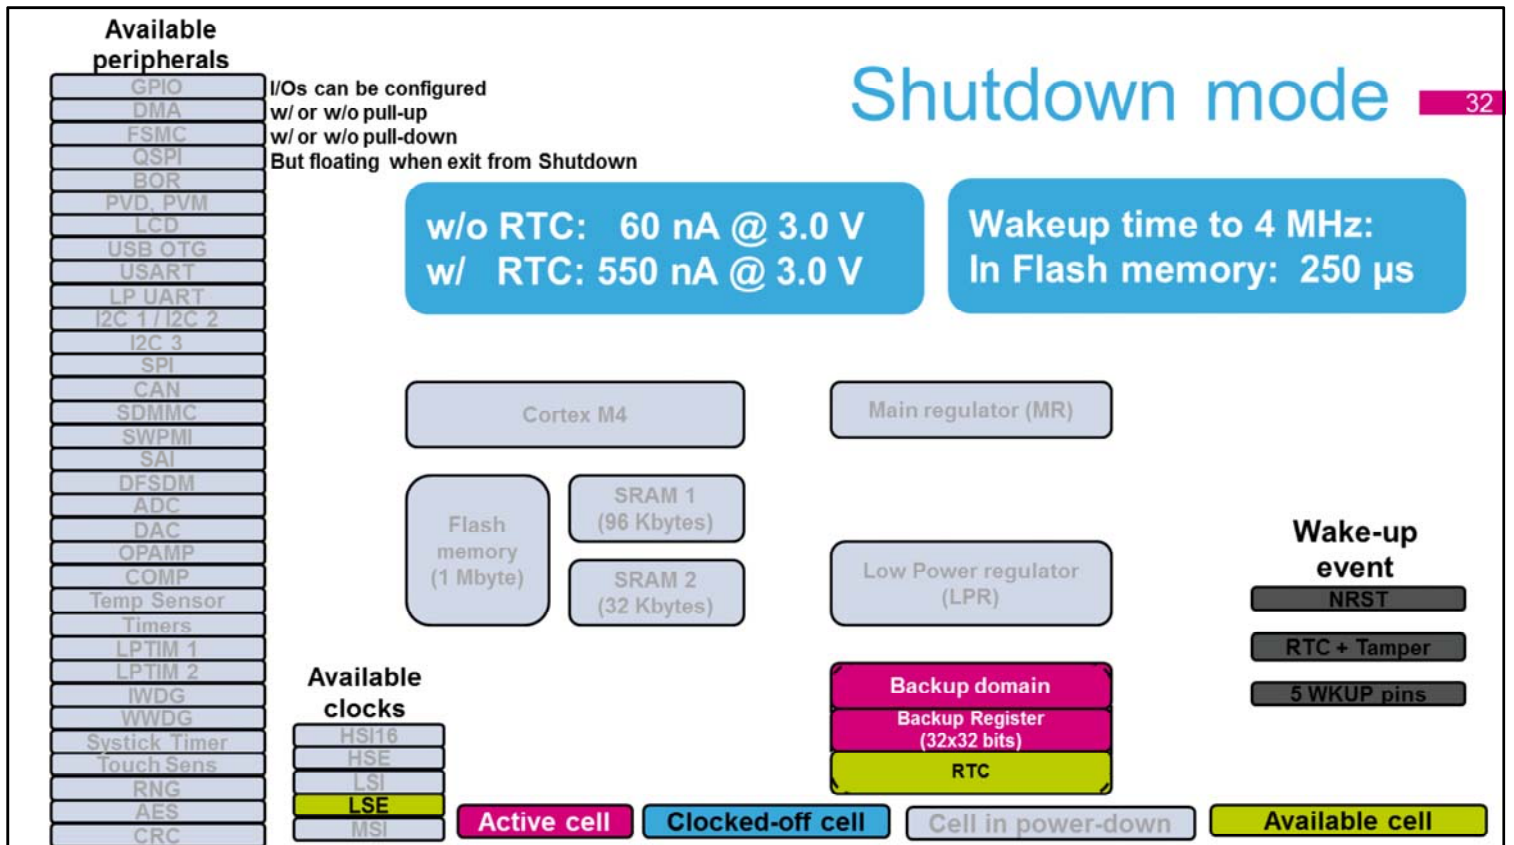 Available
peripherals
GPIO
DMA
FSMC
QSPI
BOR
PVD, PVM
LCD
USB OTG
USART
LP UART
I2C 1 / I2C 2
I2C 3
SPI
CAN
SDMMC
SWPMI
SAI
DFSDM
ADC
DAC
OPAMP
COMP
Temp Sensor
Timers
LPTIM 1
LPTIM 2
IWDG
WWDG
Systick Timer
Touch Sens
RNG
AES
CRC
I/Os can be configured
w/ or w/o pull-up
w/ or w/o pull-down
But floating when exit from Shutdown
Shutdown mode
32
w/o RTC: 60 nA @ 3.0 V
w/ RTC: 550 nA @ 3.0 V
Wakeup time to 4 MHz:
In Flash memory: 250 µs
Cortex M4
Main regulator (MR)
Flash
memory
(1 Mbyte)
SRAM 1
(96 Kbytes)
SRAM 2
(32 Kbytes)
Low Power regulator
(LPR)
Wake-up
event
NRST
RTC + Tamper
5 WKUP pins
Backup domain
Backup Register
(32x32 bits)
RTC
Available
clocks
HSI16
HSE
LSI
LSE
MSI
Active cell
Clocked-off cell
Cell in power-down
Available cell